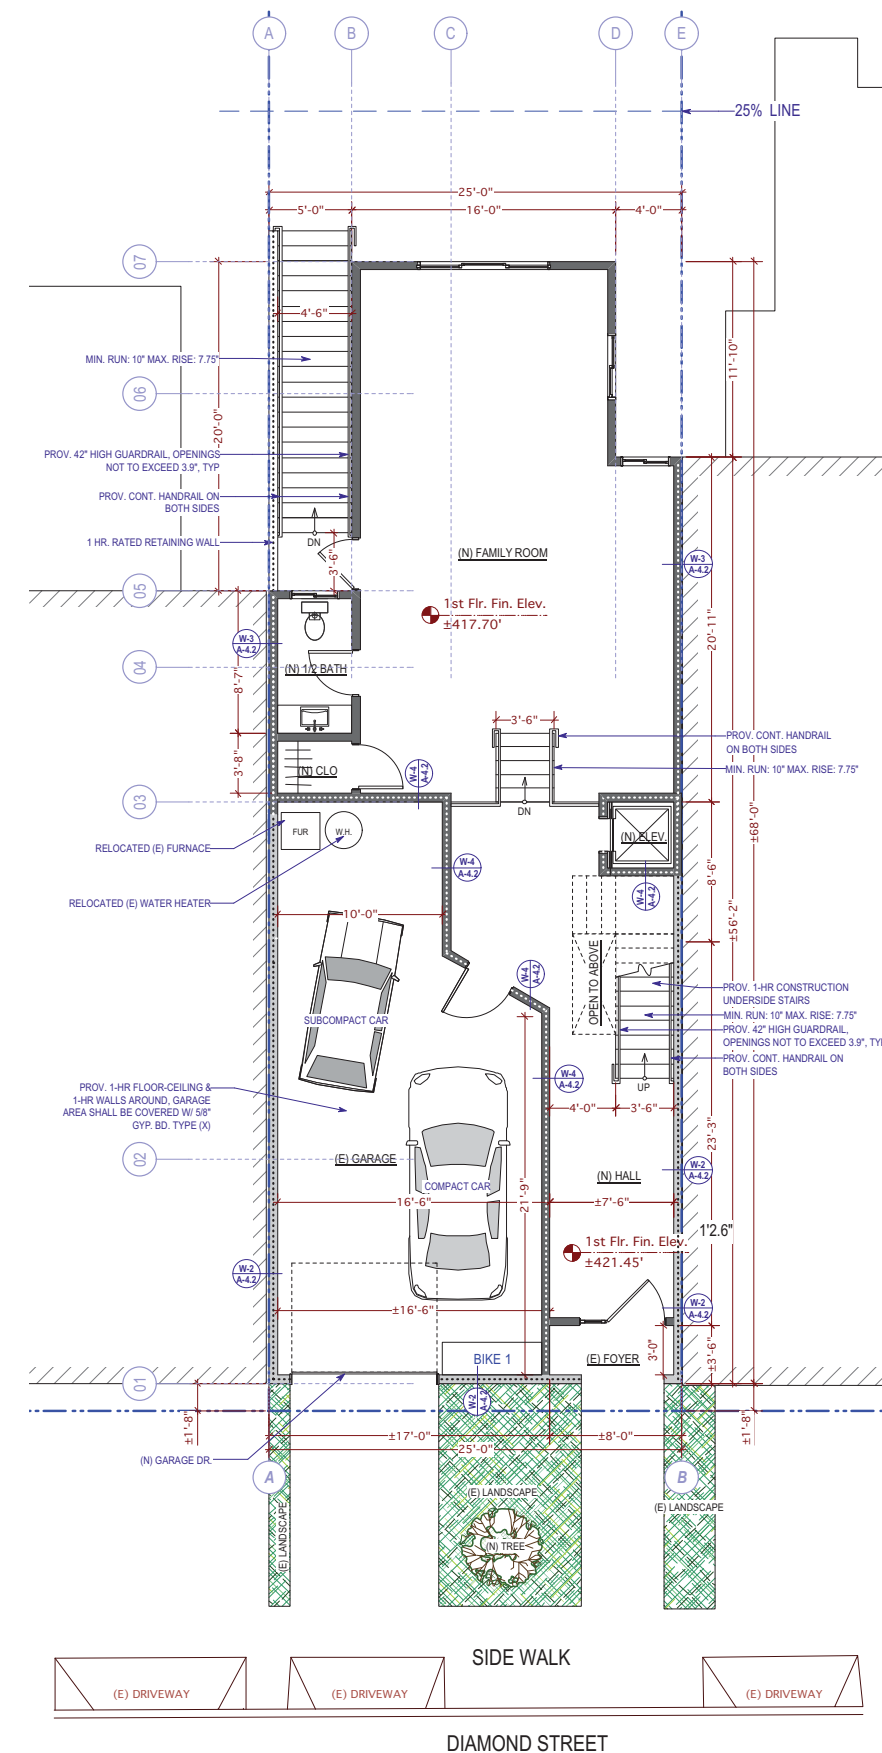 A
B
C
D
E
25% LINE
25'-0"
5'-0"
16'-0"
4'-0"
07
4'-6"
11'-10"
MIN. RUN: 10" MAX. RISE: 7.75"
06
20'-0"
PROV. 42" HIGH GUARDRAIL, OPENINGS
NOT TO EXCEED 3.9", TYP
PROV. CONT. HANDRAIL ON
BOTH SIDES
1 HR. RATED RETAINING WALL
DN
3'-6"
(N) FAMILY ROOM
W-3
A-4.2
05
1st Flr. Fin. Elev.
±417.70'
20'-11"
W-3
A-4.2
04
(N) 1/2 BATH
8'-7"
3'-6"
PROV. CONT. HANDRAIL
ON BOTH SIDES
MIN. RUN: 10" MAX. RISE: 7.75"
3'-8"
(N) CLO
W-4
A-4.2
03
DN
±68'-0"
FUR
W.H.
(N) ELEV.
RELOCATED (E) FURNACE
W-4
A-4.2
8'-6"
RELOCATED (E) WATER HEATER
W-4
A-4.2
10'-0"
±56'-2"
OPEN TO ABOVE
W-4
A-4.2
PROV. 1-HR CONSTRUCTION
UNDERSIDE STAIRS
MIN. RUN: 10" MAX. RISE: 7.75"
PROV. 42" HIGH GUARDRAIL,
OPENINGS NOT TO EXCEED 3.9", TYP
PROV. CONT. HANDRAIL ON
BOTH SIDES
SUBCOMPACT CAR
UP
W-4
A-4.2
PROV. 1-HR FLOOR-CEILING &
1-HR WALLS AROUND, GARAGE
AREA SHALL BE COVERED W/ 5/8"
GYP. BD. TYPE (X)
4'-0"
3'-6"
23'-3"
02
(E) GARAGE
(N) HALL
W-2
A-4.2
COMPACT CAR
16'-6"
21'-9"
±7'-6"
1'2.6"
1st Flr. Fin. Elev.
±421.45'
W-2
A-4.2
±16'-6"
W-2
A-4.2
BIKE 1
(E) FOYER
3'-0"
±3'-6"
01
W-2
A-4.2
±1'-8"
±1'-8"
±17'-0"
±8'-0"
25'-0"
(N) GARAGE DR.
A
B
(E) LANDSCAPE
(E) LANDSCAPE
(E) LANDSCAPE
(N) TREE
SIDE WALK
(E) DRIVEWAY
(E) DRIVEWAY
(E) DRIVEWAY
DIAMOND STREET